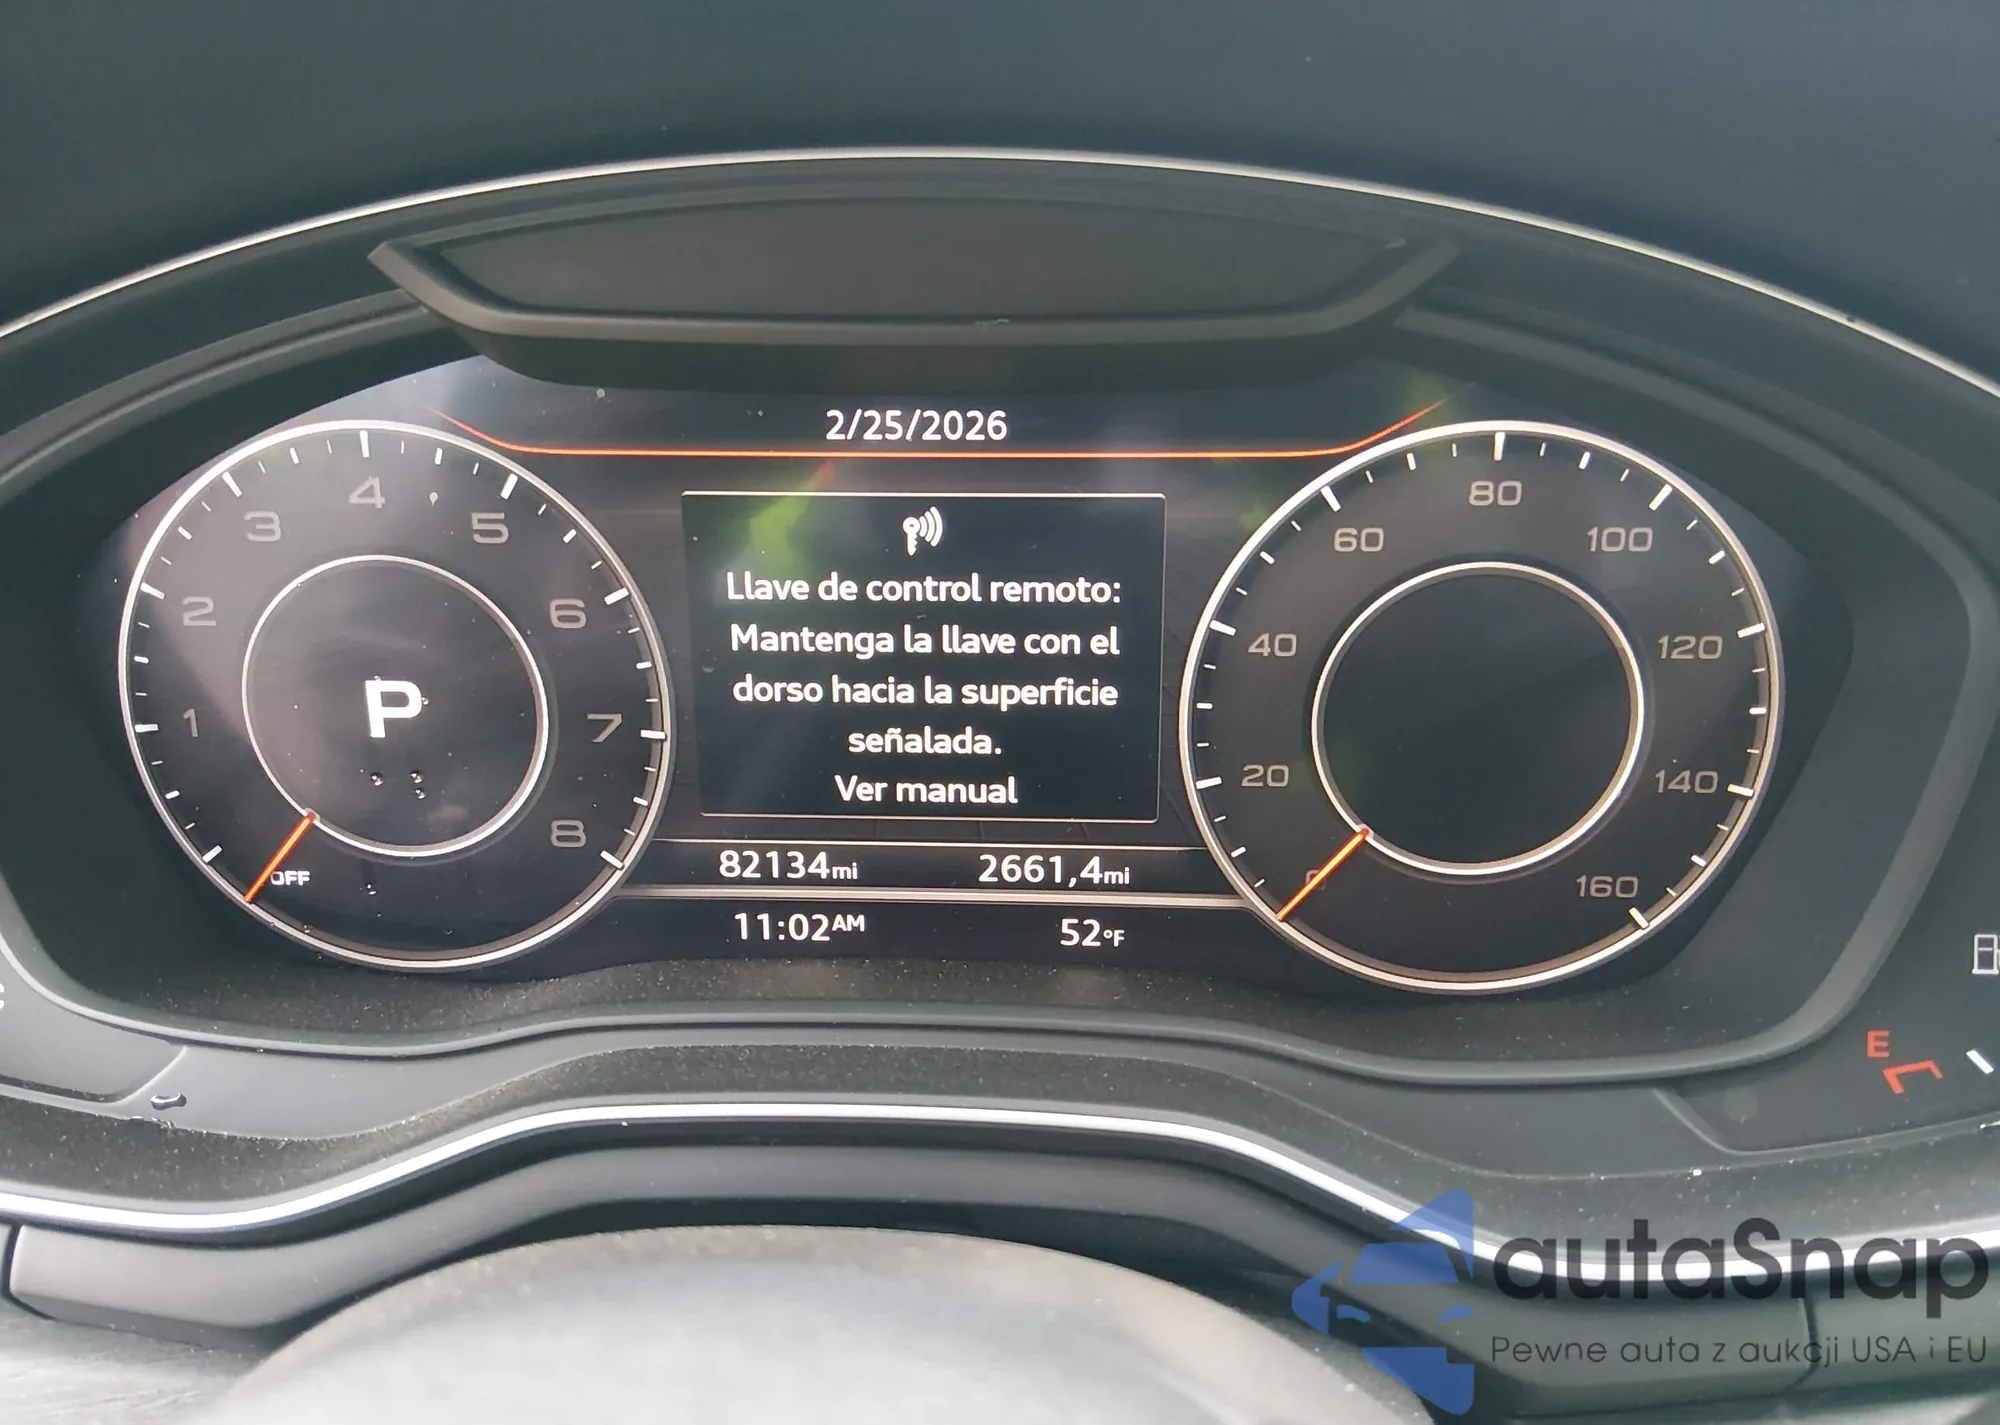 2/25/2026
1 2 3 4 5 6 7 8
P
OFF
Llave de control remoto:
Mantenga la llave con el
dorso hacia la superficie
señalada.
Ver manual
0 20 40 60 80 100 120 140 160
82134mi 2661,4mi
11:02AM 52°F
E
autaSnap
Pewne auta z aukcji USA i EU